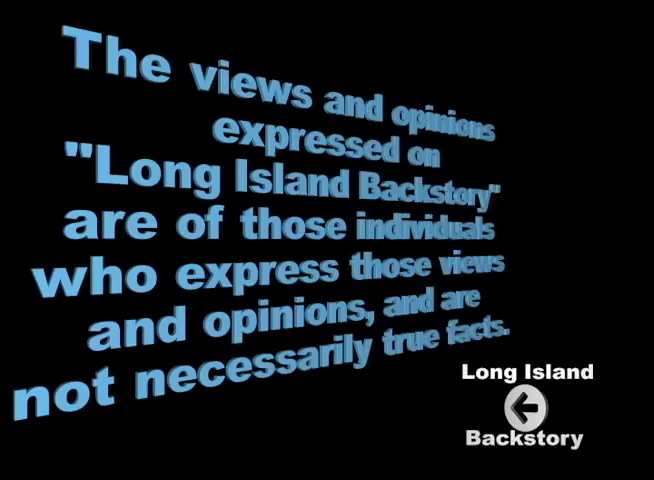 The views and opinions
expressed on
"Long Island Backstory"
are of those individuals
who express those views
and opinions, and are
not necessarily true facts.
Long Island
Backstory